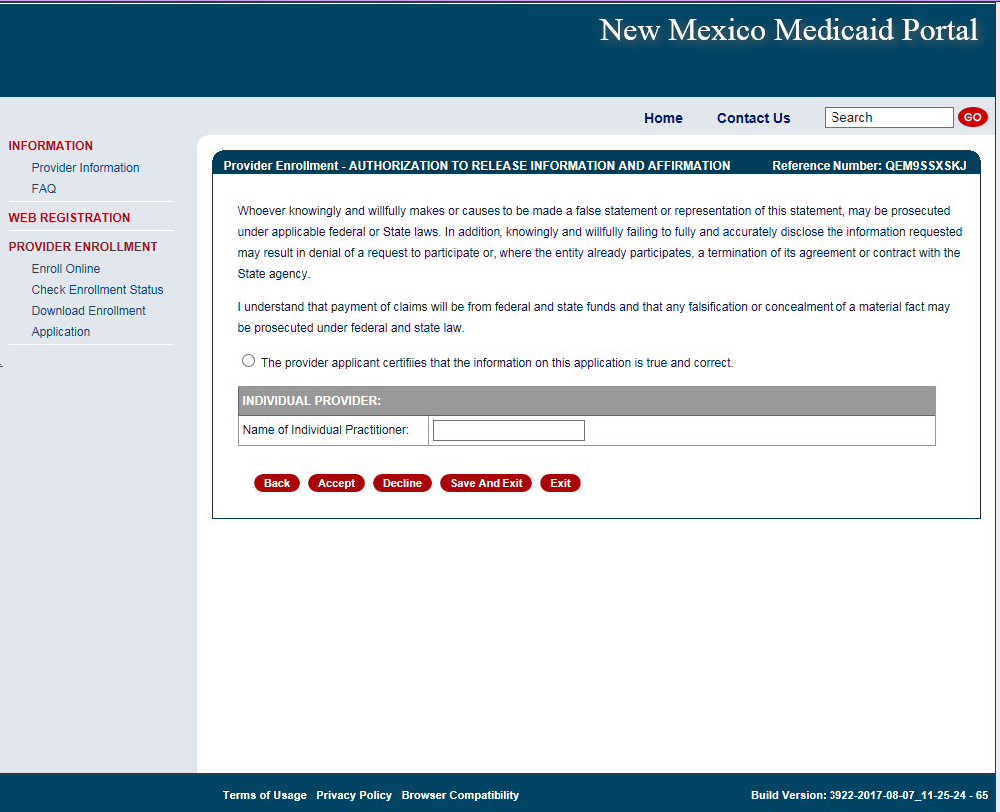 New Mexico Medicaid Portal
Home Contact Us Search GO
INFORMATION
Provider Information
FAQ
WEB REGISTRATION
PROVIDER ENROLLMENT
Enroll Online
Check Enrollment Status
Download Enrollment
Application
Provider Enrollment - AUTHORIZATION TO RELEASE INFORMATION AND AFFIRMATION Reference Number: QEM9SSXSKJ
Whoever knowingly and willfully makes or causes to be made a false statement or representation of this statement, may be prosecuted
under applicable federal or State laws. In addition, knowingly and willfully failing to fully and accurately disclose the information requested
may result in denial of a request to participate or, where the entity already participates, a termination of its agreement or contract with the
State agency.
I understand that payment of claims will be from federal and state funds and that any falsification or concealment of a material fact may
be prosecuted under federal and state law.
The provider applicant certifiies that the information on this application is true and correct.
INDIVIDUAL PROVIDER:
Name of Individual Practitioner:
Back Accept Decline Save And Exit Exit
Terms of Usage Privacy Policy Browser Compatibility Build Version: 3922-2017-08-07_11-25-24 - 65